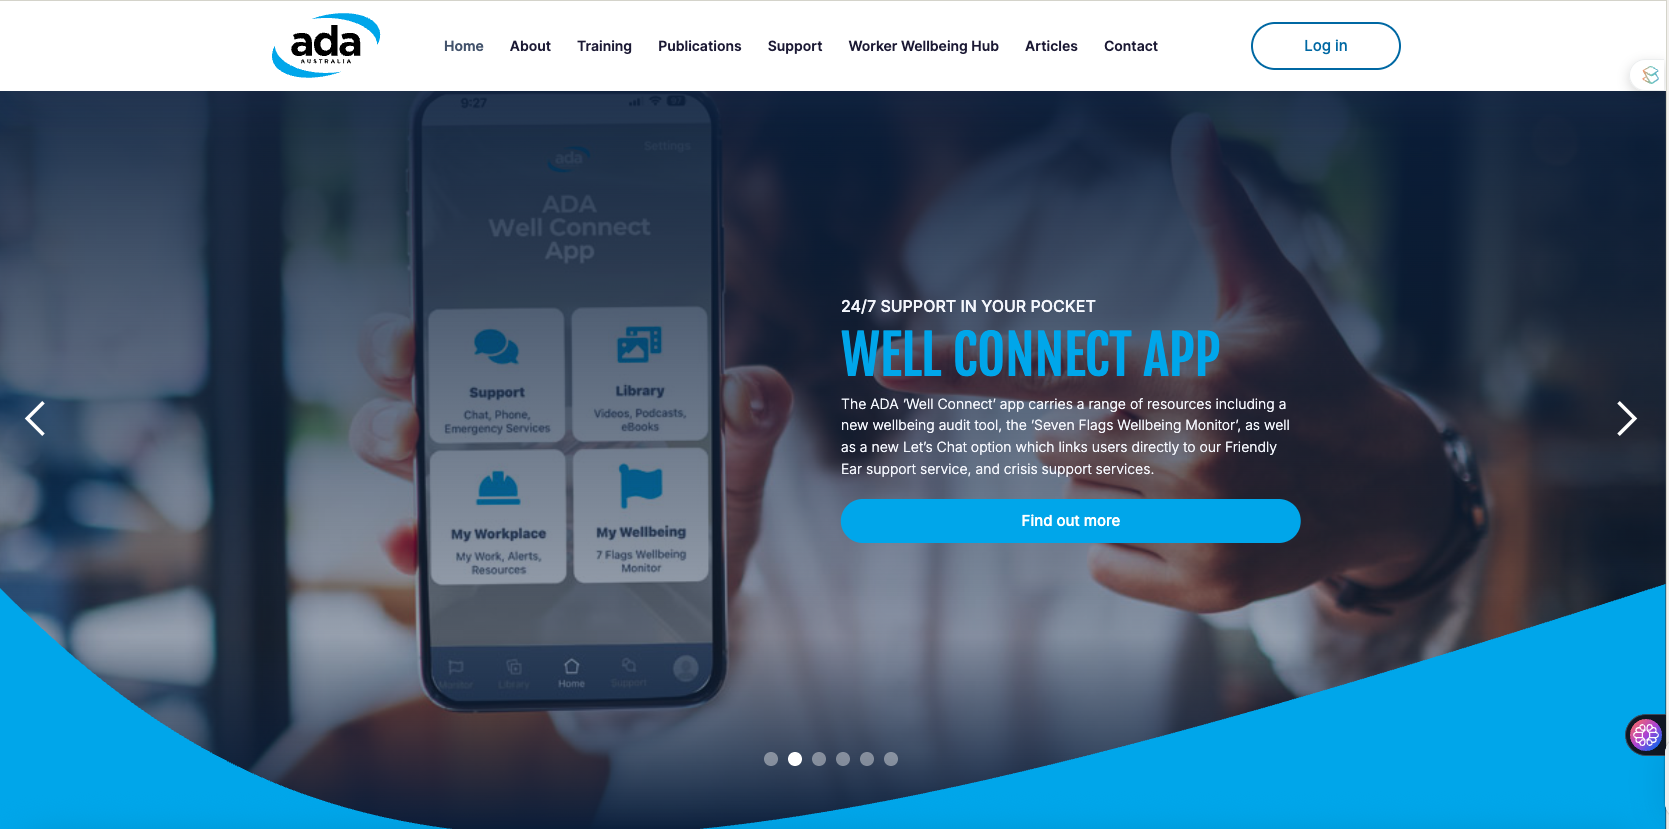 ada
AUSTRALIA
Home
About
Training
Publications
Support
Worker Wellbeing Hub
Articles
Contact
Log in
9:27
Settings
ada
ADA
Well Connect
App
Support
Chat, Phone,
Emergency Services
Library
Videos, Podcasts,
eBooks
My Workplace
My Work, Alerts,
Resources
My Wellbeing
7 Flags Wellbeing
Monitor
Monitor
Library
Home
Support
24/7 SUPPORT IN YOUR POCKET
WELL CONNECT APP
The ADA ‘Well Connect’ app carries a range of resources including a
new wellbeing audit tool, the ‘Seven Flags Wellbeing Monitor’, as well
as a new Let’s Chat option which links users directly to our Friendly
Ear support service, and crisis support services.
Find out more